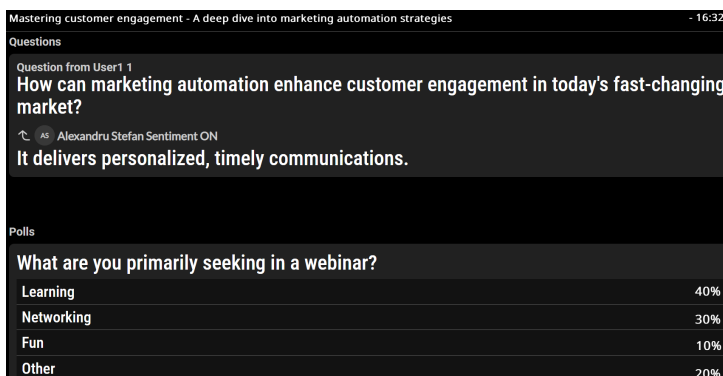 Mastering customer engagement - A deep dive into marketing automation strategies - 16:32
Questions
Question from User1 1
How can marketing automation enhance customer engagement in today's fast-changing
market?
AS Alexandru Stefan Sentiment ON
It delivers personalized, timely communications.
Polls
What are you primarily seeking in a webinar?
Learning 40%
Networking 30%
Fun 10%
Other 20%